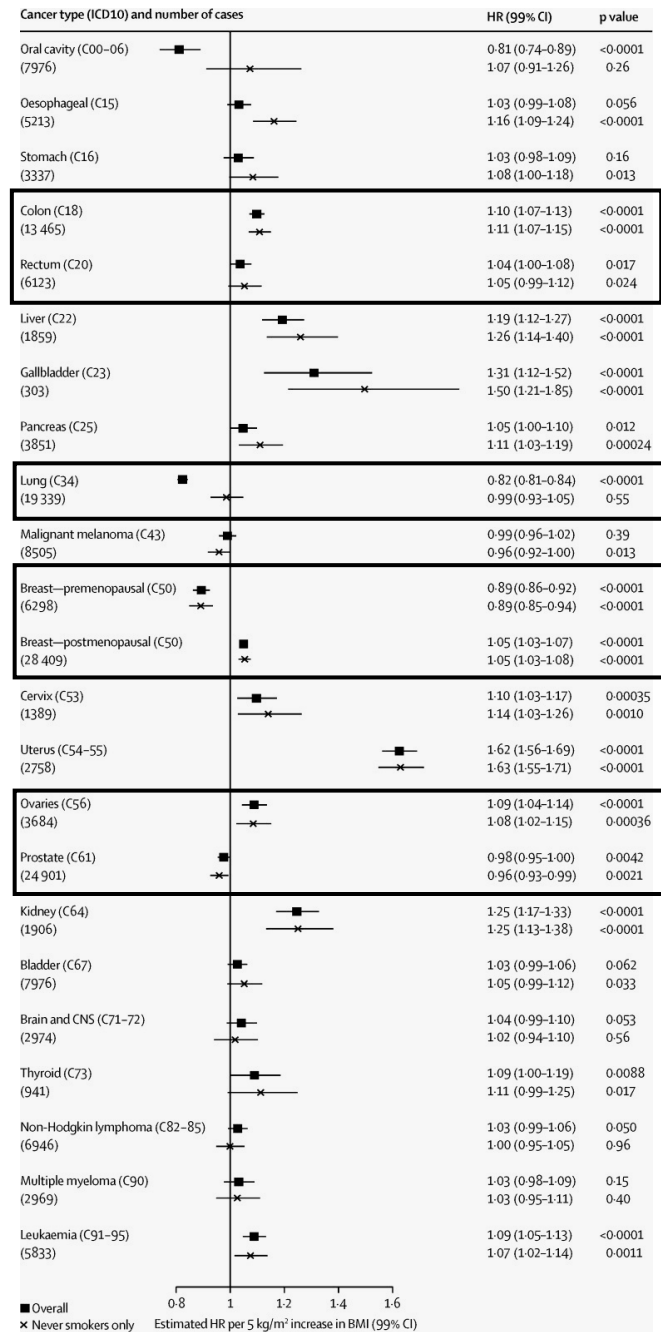 Cancer type (ICD10) and number of cases HR (99% CI) p value
Oral cavity (C00–06) 0·81 (0·74–0·89) <0·0001
(7976) 1·07 (0·91–1·26) 0·26
Oesophageal (C15) 1·03 (0·99–1·08) 0·056
(5213) 1·16 (1·09–1·24) <0·0001
Stomach (C16) 1·03 (0·98–1·09) 0·16
(3337) 1·08 (1·00–1·18) 0·013
Colon (C18) 1·10 (1·07–1·13) <0·0001
(13 465) 1·11 (1·07–1·15) <0·0001
Rectum (C20) 1·04 (1·00–1·08) 0·017
(6123) 1·05 (0·99–1·12) 0·024
Liver (C22) 1·19 (1·12–1·27) <0·0001
(1859) 1·26 (1·14–1·40) <0·0001
Gallbladder (C23) 1·31 (1·12–1·52) <0·0001
(303) 1·50 (1·21–1·85) <0·0001
Pancreas (C25) 1·05 (1·00–1·10) 0·012
(3851) 1·11 (1·03–1·19) 0·00024
Lung (C34) 0·82 (0·81–0·84) <0·0001
(19 339) 0·99 (0·93–1·05) 0·55
Malignant melanoma (C43) 0·99 (0·96–1·02) 0·39
(8505) 0·96 (0·92–1·00) 0·013
Breast—premenopausal (C50) 0·89 (0·86–0·92) <0·0001
(6298) 0·89 (0·85–0·94) <0·0001
Breast—postmenopausal (C50) 1·05 (1·03–1·07) <0·0001
(28 409) 1·05 (1·03–1·08) <0·0001
Cervix (C53) 1·10 (1·03–1·17) 0·00035
(1389) 1·14 (1·03–1·26) 0·0010
Uterus (C54–55) 1·62 (1·56–1·69) <0·0001
(2758) 1·63 (1·55–1·71) <0·0001
Ovaries (C56) 1·09 (1·04–1·14) <0·0001
(3684) 1·08 (1·02–1·15) 0·00036
Prostate (C61) 0·98 (0·95–1·00) 0·0042
(24 901) 0·96 (0·93–0·99) 0·0021
Kidney (C64) 1·25 (1·17–1·33) <0·0001
(1906) 1·25 (1·13–1·38) <0·0001
Bladder (C67) 1·03 (0·99–1·06) 0·062
(7976) 1·05 (0·99–1·12) 0·033
Brain and CNS (C71–72) 1·04 (0·99–1·10) 0·053
(2974) 1·02 (0·94–1·10) 0·56
Thyroid (C73) 1·09 (1·00–1·19) 0·0088
(941) 1·11 (0·99–1·25) 0·017
Non-Hodgkin lymphoma (C82–85) 1·03 (0·99–1·06) 0·050
(6946) 1·00 (0·95–1·05) 0·96
Multiple myeloma (C90) 1·03 (0·98–1·09) 0·15
(2969) 1·03 (0·95–1·11) 0·40
Leukaemia (C91–95) 1·09 (1·05–1·13) <0·0001
(5833) 1·07 (1·02–1·14) 0·0011
0·8 1 1·2 1·4 1·6
Overall
Never smokers only Estimated HR per 5 kg/m² increase in BMI (99% CI)